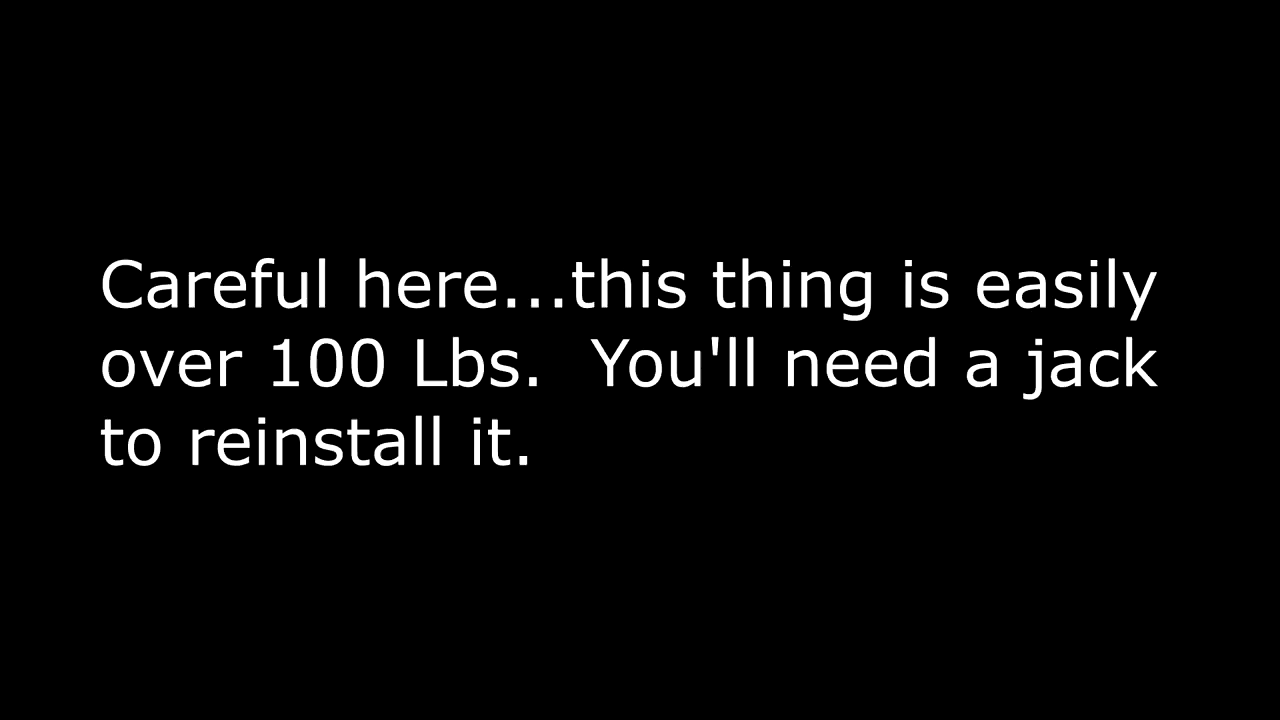 Careful here...this thing is easily
over 100 Lbs.  You'll need a jack
to reinstall it.